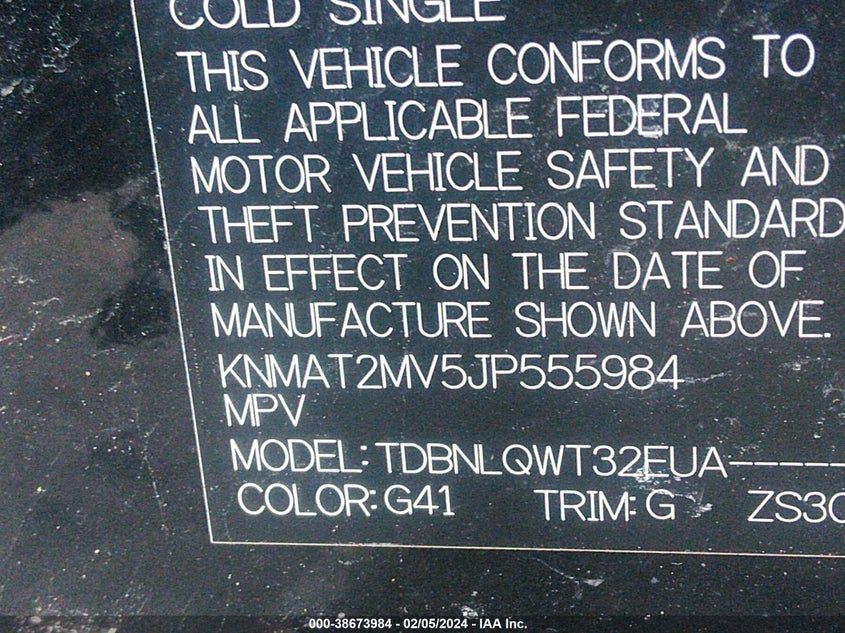 COLD SINGLE
THIS VEHICLE CONFORMS TO
ALL APPLICABLE FEDERAL
MOTOR VEHICLE SAFETY AND
THEFT PREVENTION STANDARD
IN EFFECT ON THE DATE OF
MANUFACTURE SHOWN ABOVE.
KNMAT2MV5JP555984
MPV
MODEL: TDBNLQWT32EUA-----
COLOR: G41 TRIM: G ZS30
000-38673984 - 02/05/2024 - IAA Inc.